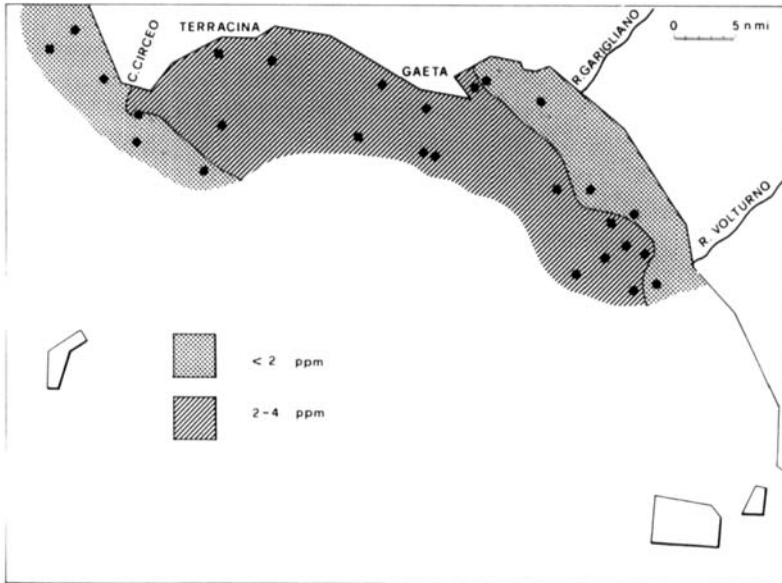 C. CIRCEO
TERRACINA
GAETA
R. GARIGLIANO
0 5 n mi
R. VOLTURNO
< 2 ppm
2-4 ppm